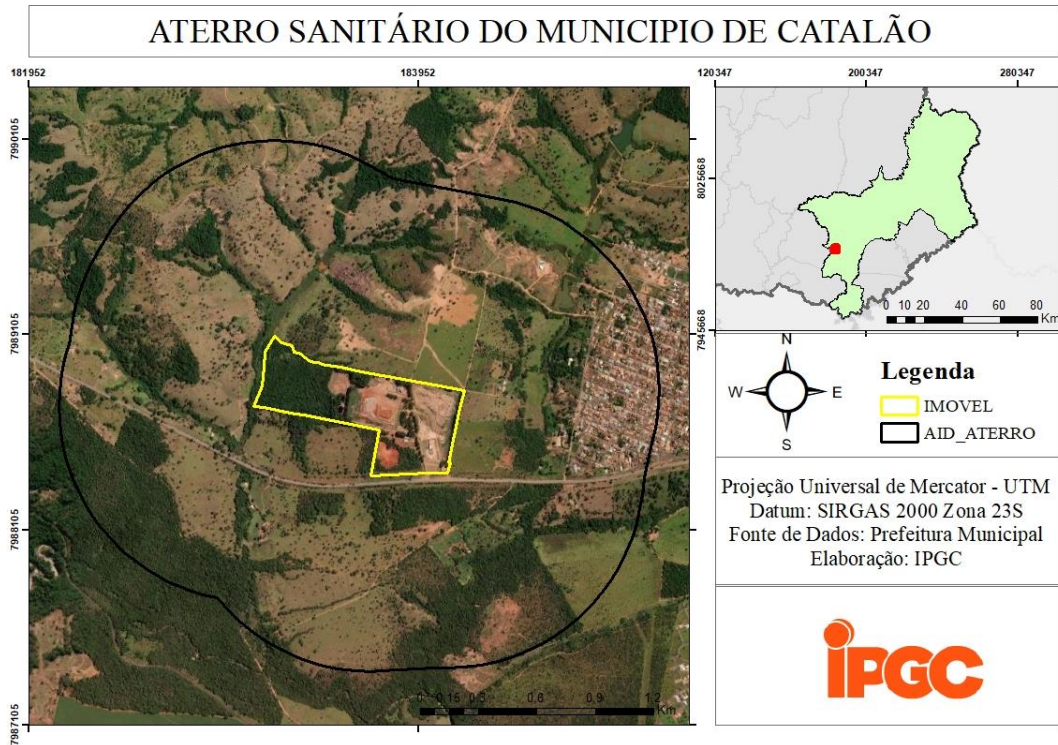 ATERRO SANITÁRIO DO MUNICIPIO DE CATALÃO
181952
183952
120347
200347
280347
7990105
7989105
7988105
7987105
8025668
7945668
0 0,15 0,3 0,6 0,9 1,2
Km
0 10 20 40 60 80
Km
N
W
E
S
Legenda
IMOVEL
AID_ATERRO
Projeção Universal de Mercator - UTM
Datum: SIRGAS 2000 Zona 23S
Fonte de Dados: Prefeitura Municipal
Elaboração: IPGC
iPGC